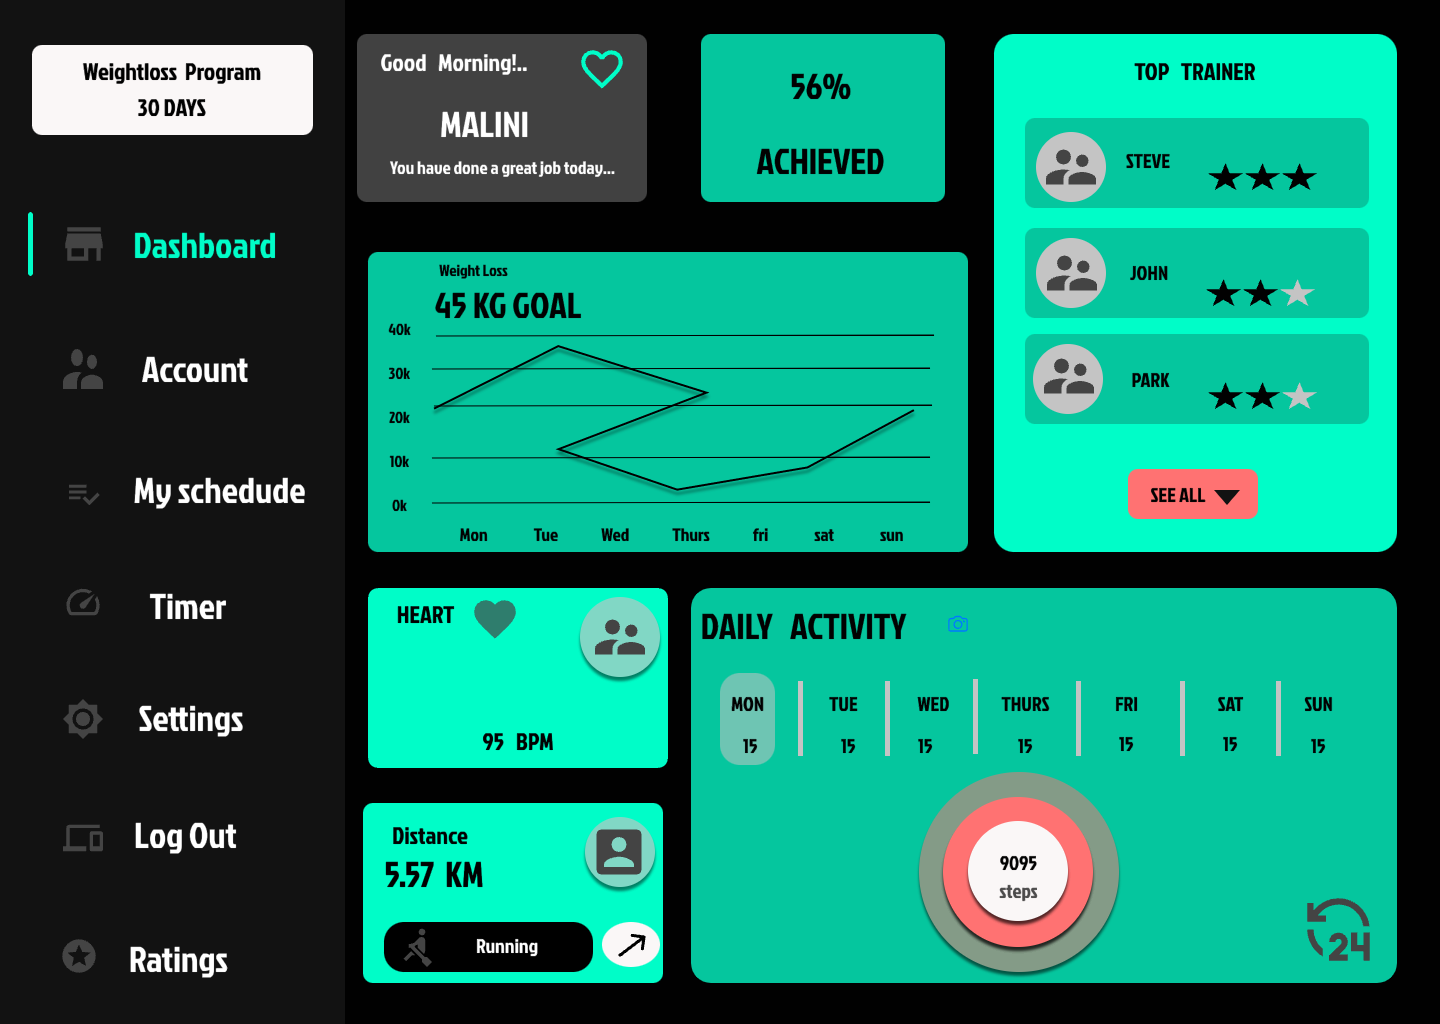 Weightloss Program
30 DAYS
Dashboard
Account
My schedude
Timer
Settings
Log Out
Ratings
Good Morning!..
MALINI
You have done a great job today...
56%
ACHIEVED
TOP TRAINER
STEVE
JOHN
PARK
SEE ALL
Weight Loss
45 KG GOAL
40k
30k
20k
10k
0k
Mon Tue Wed Thurs fri sat sun
HEART
95 BPM
Distance
5.57 KM
Running
DAILY ACTIVITY
MON TUE WED THURS FRI SAT SUN
15 15 15 15 15 15 15
9095
steps
24